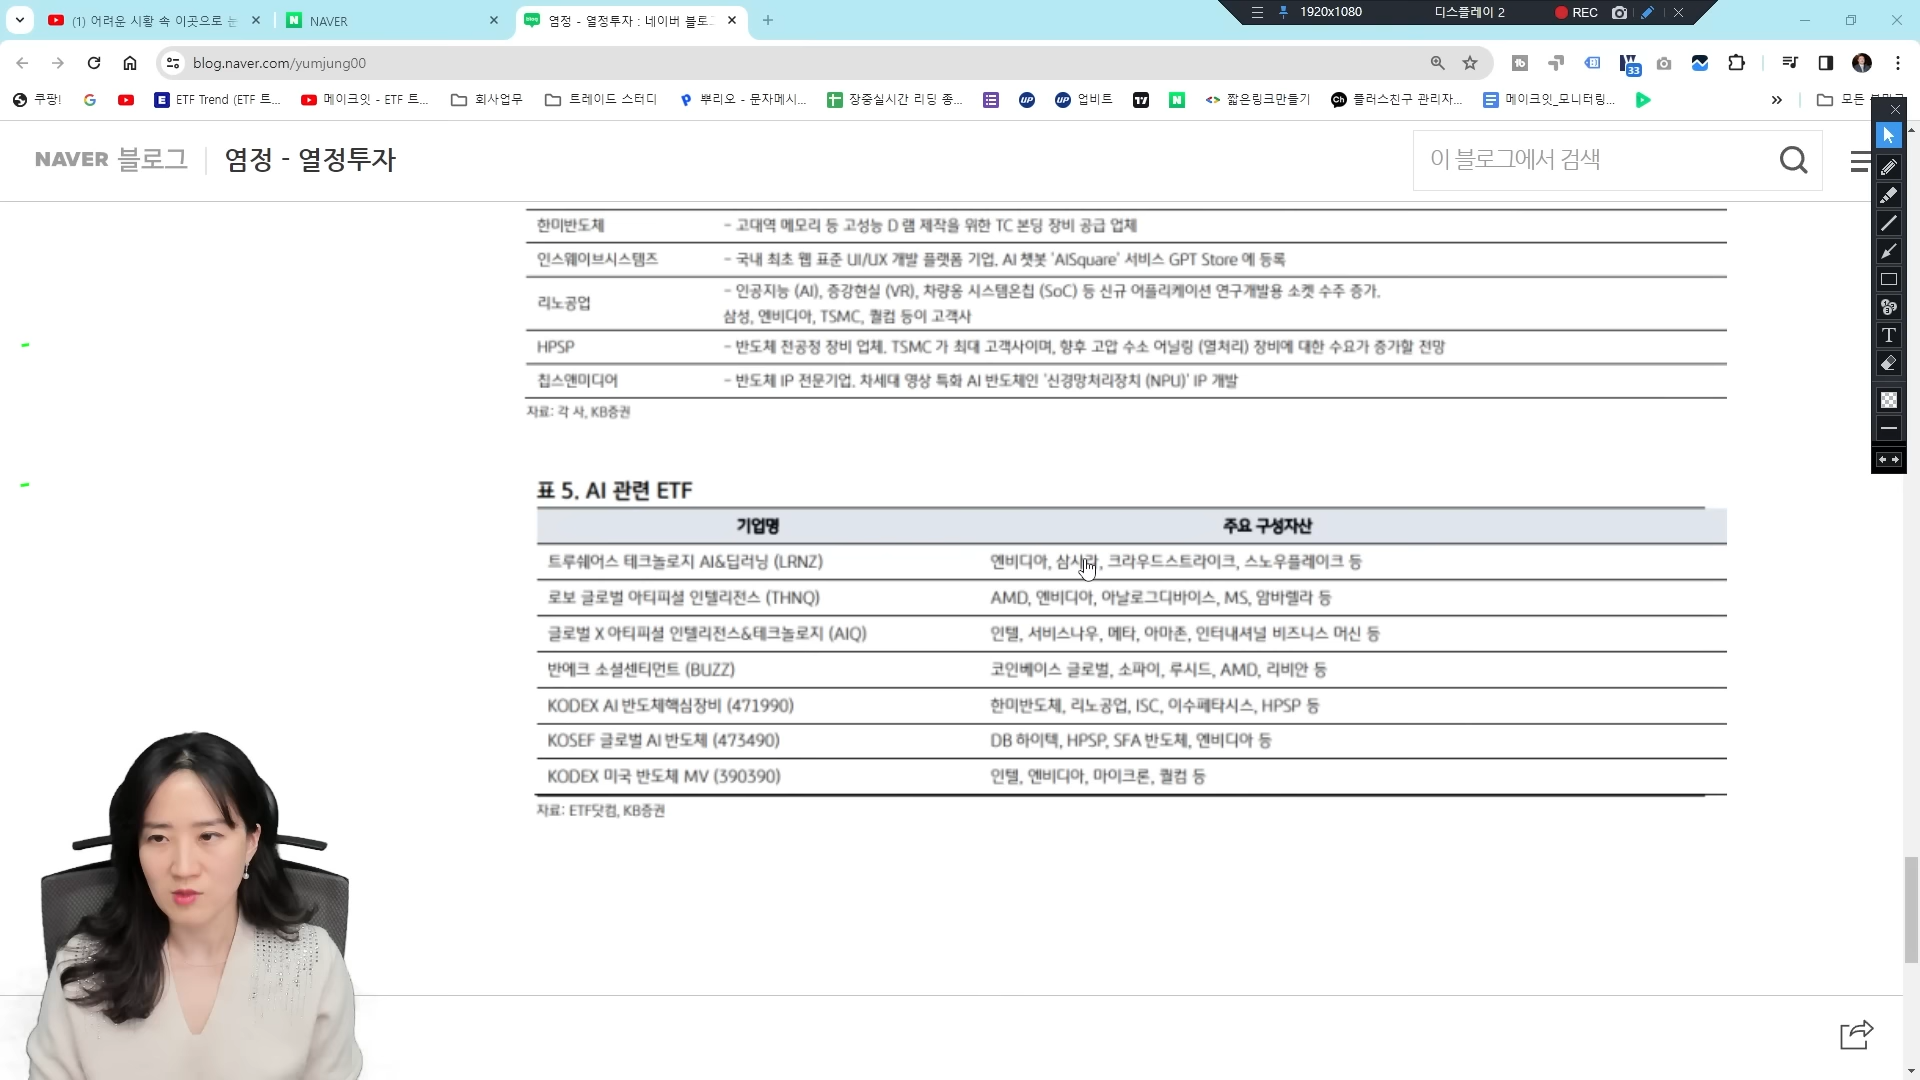 (1) 어려운 시황 속 이곳으로 눈
NAVER
염정 - 열정투자 : 네이버 블로그
1920x1080
디스플레이 2
REC
blog.naver.com/yumjung00
33
쿠팡!
ETF Trend (ETF 트...
메이크잇 - ETF 트...
회사업무
트레이드 스터디
뿌리오 - 문자메시...
장중실시간 리딩 종...
업비트
짧은링크만들기
플러스친구 관리자...
메이크잇_모니터링...
모든
NAVER 블로그
염정 - 열정투자
이 블로그에서 검색
한미반도체
– 고대역 메모리 등 고성능 D 램 제작을 위한 TC 본딩 장비 공급 업체
인스웨이브시스템즈
– 국내 최초 웹 표준 UI/UX 개발 플랫폼 기업. AI 챗봇 'AISquare' 서비스 GPT Store 에 등록
리노공업
– 인공지능 (AI), 증강현실 (VR), 차량용 시스템온칩 (SoC) 등 신규 어플리케이션 연구개발용 소켓 수주 증가.
삼성, 엔비디아, TSMC, 퀄컴 등이 고객사
HPSP
– 반도체 전공정 장비 업체. TSMC 가 최대 고객사이며, 향후 고압 수소 어닐링 (열처리) 장비에 대한 수요가 증가할 전망
칩스앤미디어
– 반도체 IP 전문기업. 차세대 영상 특화 AI 반도체인 '신경망처리장치 (NPU)' IP 개발
자료: 각 사, KB증권
표 5. AI 관련 ETF
기업명
주요 구성자산
트루쉐어스 테크놀로지 AI&딥러닝 (LRNZ)
엔비디아, 삼사라, 크라우드스트라이크, 스노우플레이크 등
로보 글로벌 아티피셜 인텔리전스 (THNQ)
AMD, 엔비디아, 아날로그디바이스, MS, 암바렐라 등
글로벌 X 아티피셜 인텔리전스&테크놀로지 (AIQ)
인텔, 서비스나우, 메타, 아마존, 인터내셔널 비즈니스 머신 등
반에크 소셜센티먼트 (BUZZ)
코인베이스 글로벌, 소파이, 루시드, AMD, 리비안 등
KODEX AI 반도체핵심장비 (471990)
한미반도체, 리노공업, ISC, 이수페타시스, HPSP 등
KOSEF 글로벌 AI 반도체 (473490)
DB 하이텍, HPSP, SFA 반도체, 엔비디아 등
KODEX 미국 반도체 MV (390390)
인텔, 엔비디아, 마이크론, 퀄컴 등
자료: ETF닷컴, KB증권